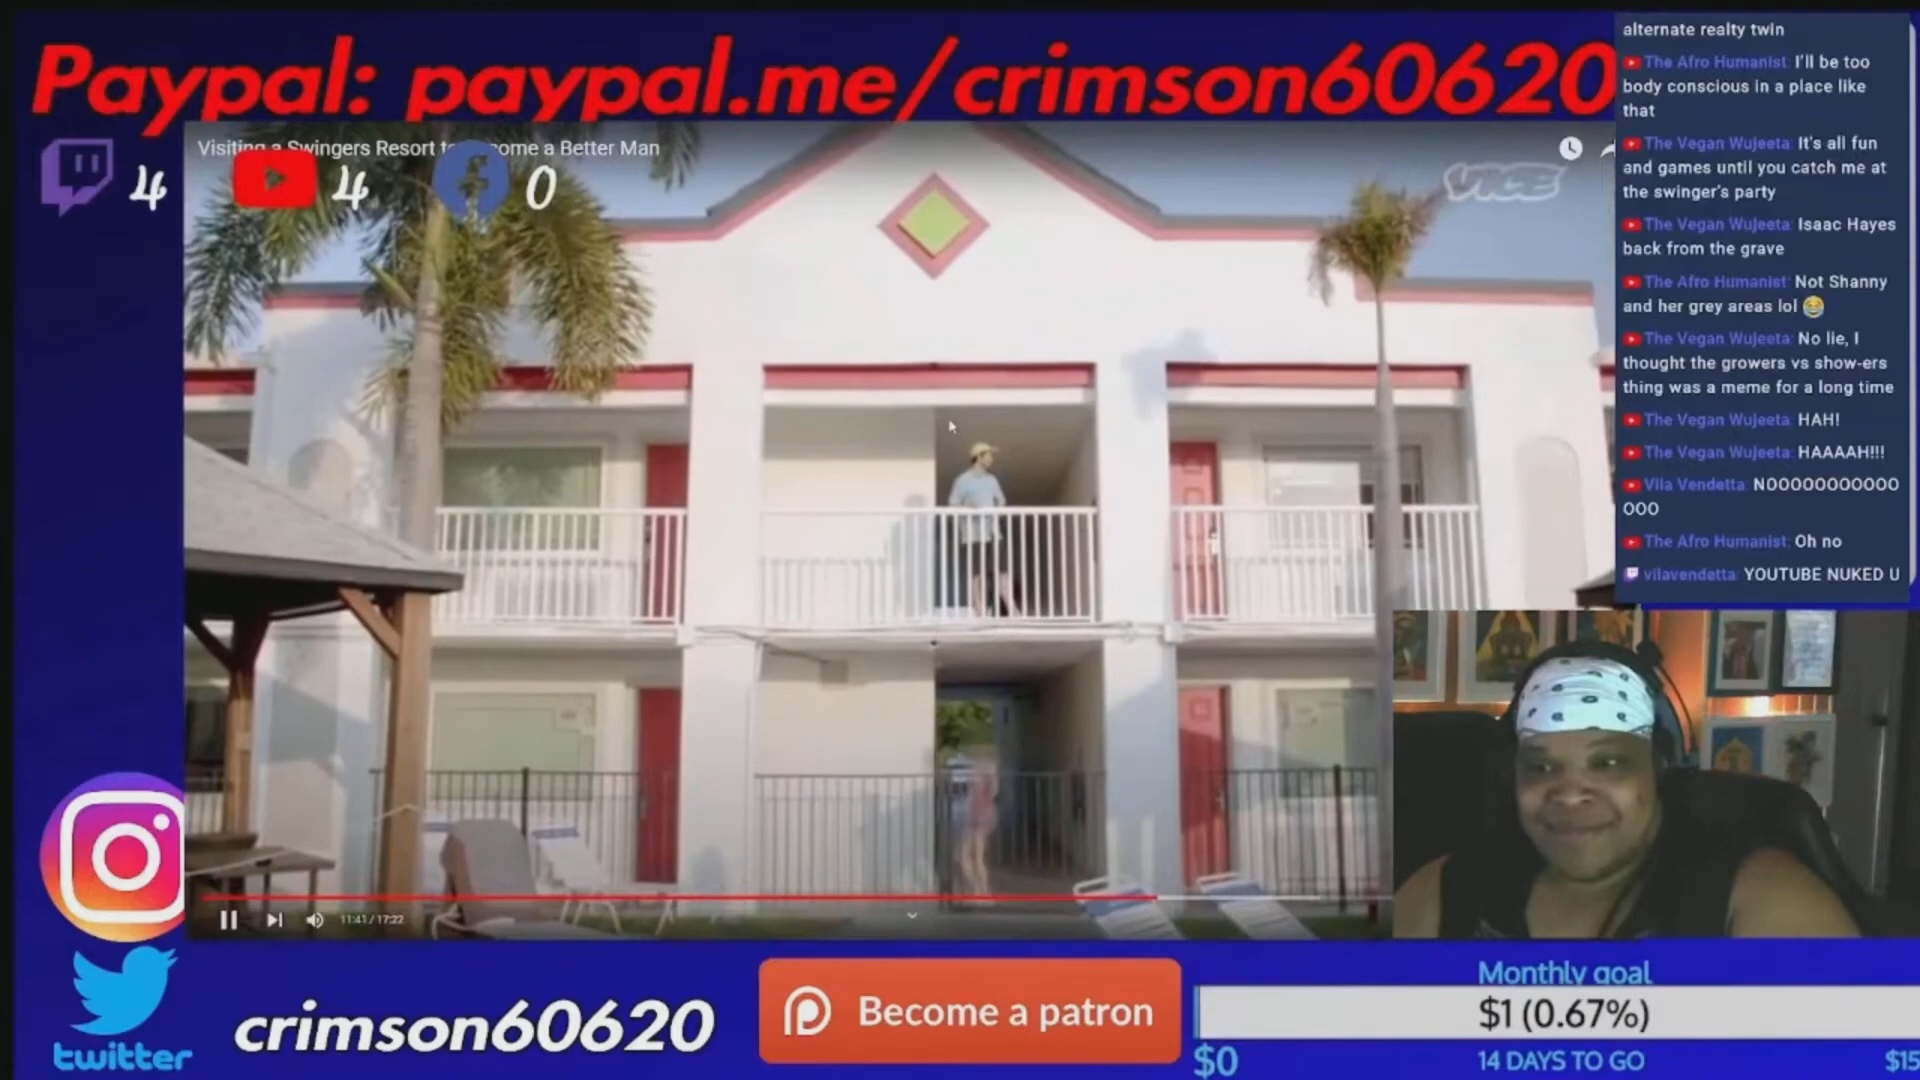 Paypal: paypal.me/crimson60620
Visiting a Swingers Resort to Become a Better Man
VICE
4
4
0
alternate realty twin
The Afro Humanist: I'll be too
body conscious in a place like
that
The Vegan Wujeeta: It's all fun
and games until you catch me at
the swinger's party
The Vegan Wujeeta: Isaac Hayes
back from the grave
The Afro Humanist: Not Shanny
and her grey areas lol 😂
The Vegan Wujeeta: No lie, I
thought the growers vs show-ers
thing was a meme for a long time
The Vegan Wujeeta: HAH!
The Vegan Wujeeta: HAAAAH!!!
Vila Vendetta: NOOOOOOOOOOO
OOO
The Afro Humanist: Oh no
vilavendetta: YOUTUBE NUKED U
11:41 / 17:22
twitter
crimson60620
Become a patron
Monthly goal
$1 (0.67%)
$0
14 DAYS TO GO
$15